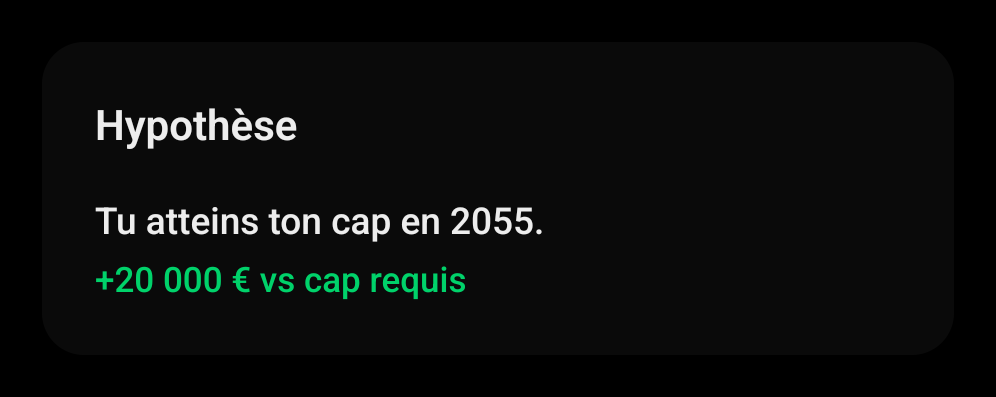 Hypothèse
Tu atteins ton cap en 2055.
+20 000 € vs cap requis